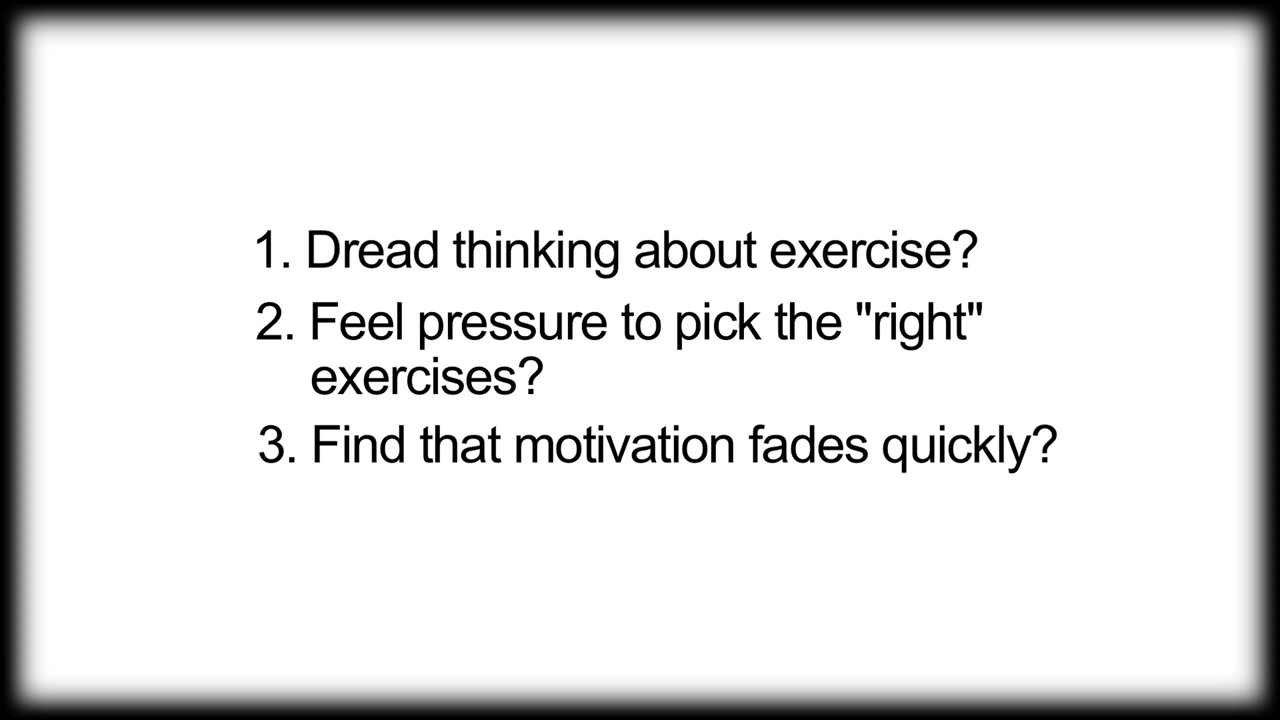 1. Dread thinking about exercise?
2. Feel pressure to pick the "right"
exercises?
3. Find that motivation fades quickly?